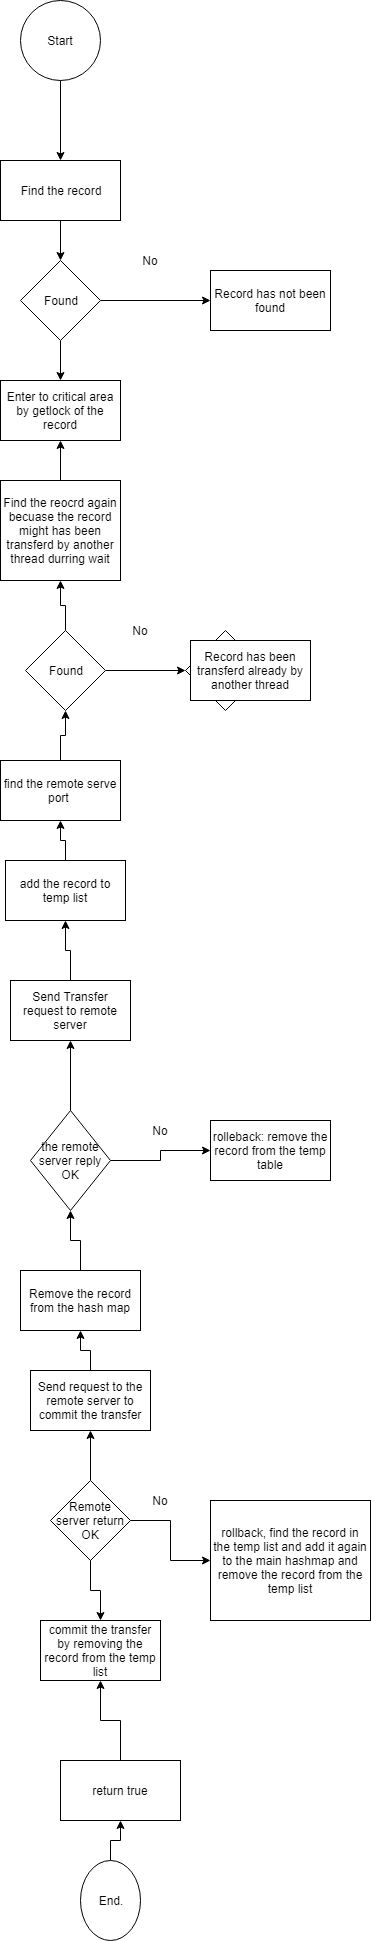 Start
Find the record
Found
No
Record has not been
found
Enter to critical area
by getlock of the
record
Find the reocrd again
becuase the record
might has been
transferd by another
thread durring wait
Found
No
Record has been
transferd already by
another thread
find the remote serve
port
add the record to
temp list
Send Transfer
request to remote
server
the remote
server reply
OK
No
rolleback: remove the
record from the temp
table
Remove the record
from the hash map
Send request to the
remote server to
commit the transfer
Remote
server return
OK
No
rollback, find the record in
the temp list and add it again
to the main hashmap and
remove the record from the
temp list
commit the transfer
by removing the
record from the temp
list
return true
End.